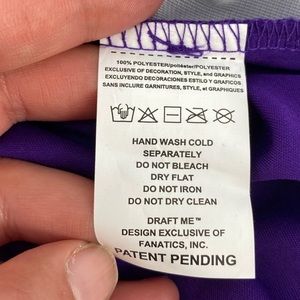 100% POLYESTER/poliéster/POLYESTER
EXCLUSIVE OF DECORATION, STYLE, and GRAPHICS
EXCLUYENDO DECORACIONES ESTILO Y GRAFICOS
SANS INCLURE GARNITURES, STYLE, et GRAPHIQUES
HAND WASH COLD
SEPARATELY
DO NOT BLEACH
DRY FLAT
DO NOT IRON
DO NOT DRY CLEAN
DRAFT ME™
DESIGN EXCLUSIVE OF
FANATICS, INC.
PATENT PENDING